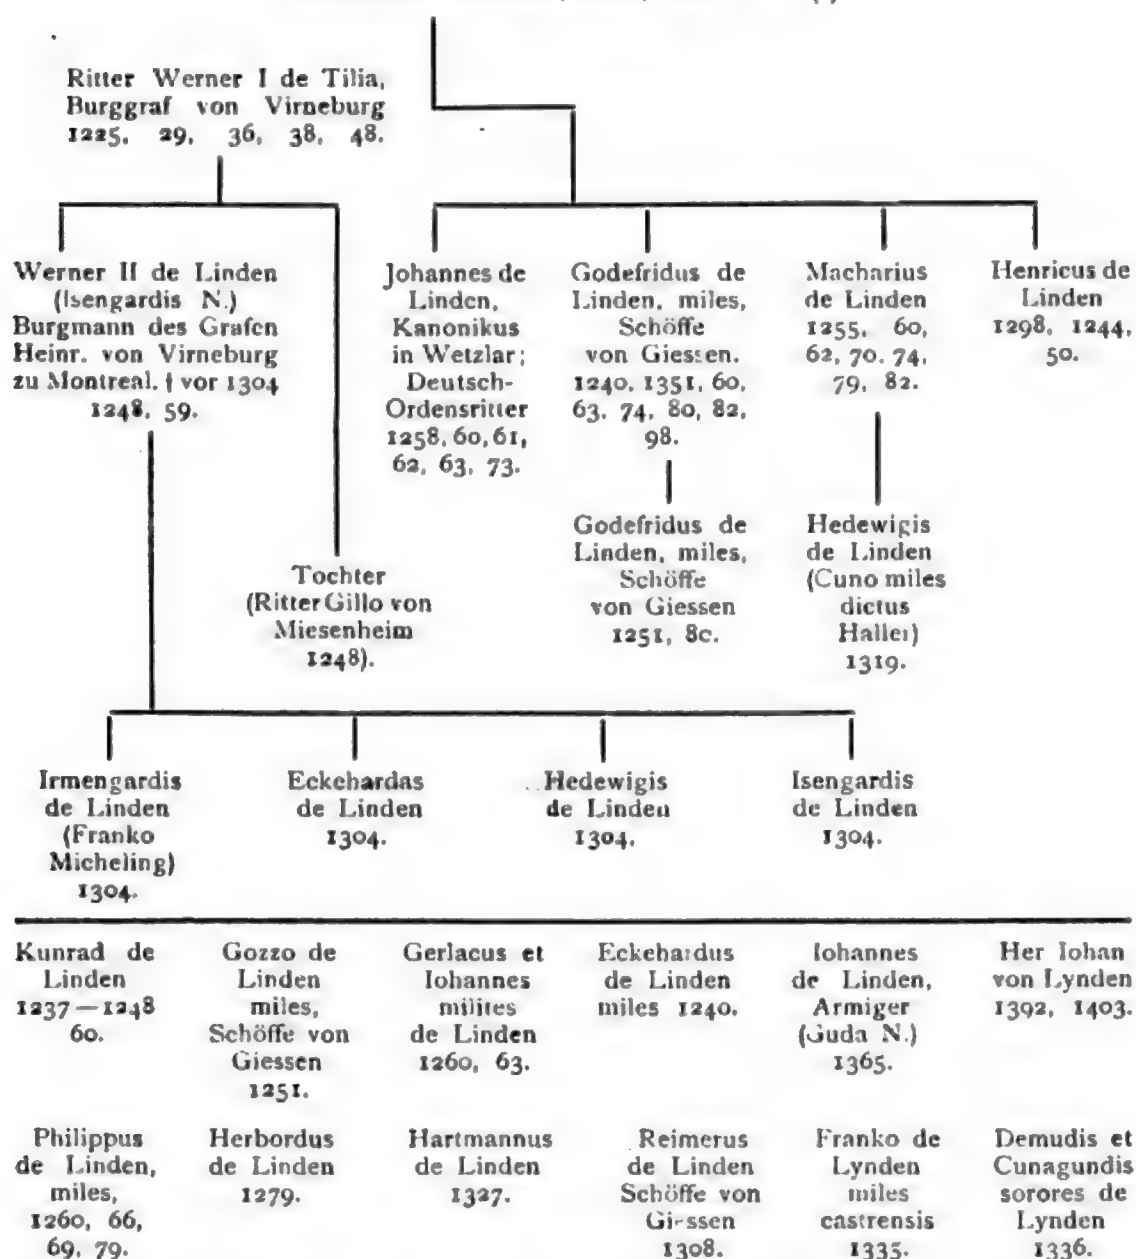 Ritter Werner I de Tilia,
Burggraf von Virneburg
1225, 29, 36, 38, 48.
Werner II de Linden
(Isengardis N.)
Burgmann des Grafen
Heinr. von Virneburg
zu Montreal. † vor 1304
1248, 59.
Johannes de
Linden,
Kanonikus
in Wetzlar;
Deutsch-
Ordensritter
1258, 60, 61,
62, 63, 73.
Godefridus de
Linden, miles,
Schöffe
von Giessen.
1240, 1351, 60,
63, 74, 80, 82,
98.
Macharius
de Linden
1255, 60,
62, 70. 74,
79, 82.
Henricus de
Linden
1298, 1244,
50.
Tochter
(Ritter Gillo von
Miesenheim
1248).
Godefridus de
Linden, miles,
Schöffe
von Giessen
1251, 80.
Hedewigis
de Linden
(Cuno miles
dictus
Halle)
1319.
Irmengardis
de Linden
(Franko
Micheling)
1304.
Eckehardas
de Linden
1304.
Hedewigis
de Linden
1304.
Isengardis
de Linden
1304.
Kunrad de
Linden
1237—1248
60.
Gozzo de
Linden
miles,
Schöffe von
Giessen
1251.
Gerlacus et
Iohannes
milites
de Linden
1260, 63.
Eckehardus
de Linden
miles 1240.
Iohannes
de Linden,
Armiger
(Guda N.)
1365.
Her Iohan
von Lynden
1392, 1403.
Philippus
de Linden,
miles,
1260, 66,
69, 79.
Herbordus
de Linden
1279.
Hartmannus
de Linden
1327.
Reimerus
de Linden
Schöffe von
Giessen
1308.
Franko de
Lynden
miles
castrensis
1335.
Demudis et
Cunagundis
sorores de
Lynden
1336.